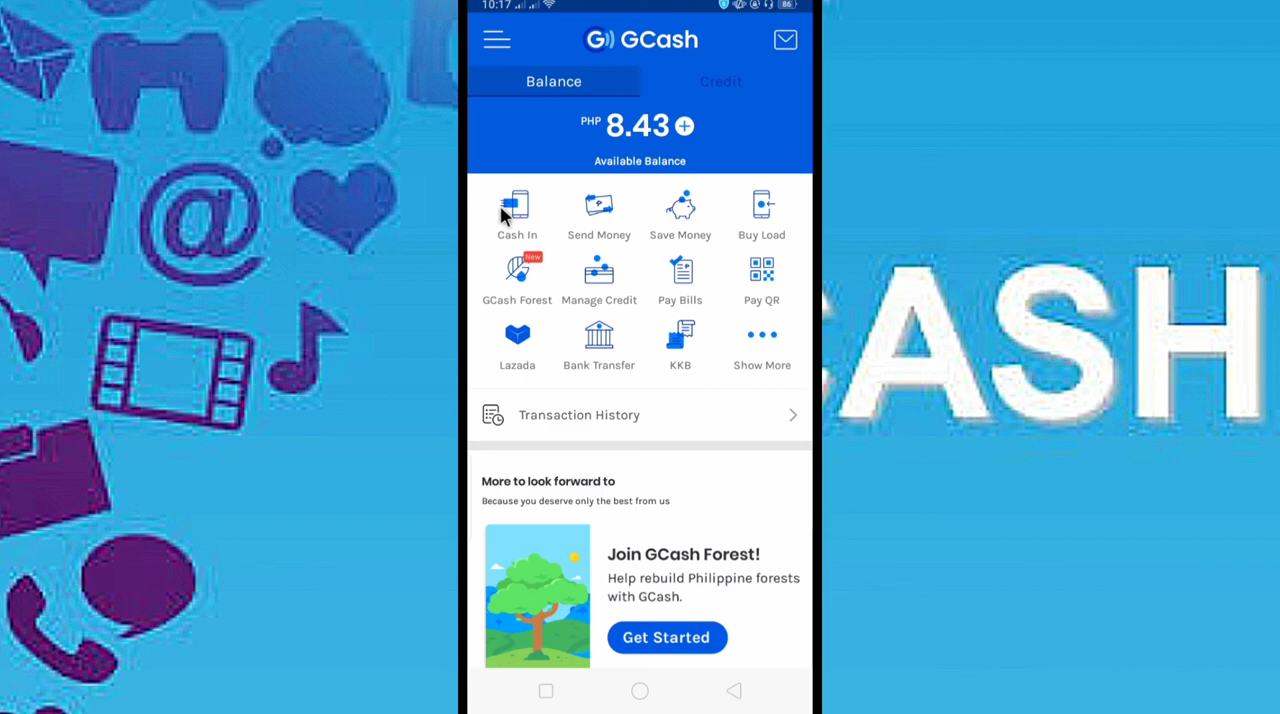 10:17
86
GCash
Balance
Credit
PHP 8.43
Available Balance
Cash In
Send Money
Save Money
Buy Load
New
GCash Forest
Manage Credit
Pay Bills
Pay QR
Lazada
Bank Transfer
KKB
Show More
Transaction History
More to look forward to
Because you deserve only the best from us
Join GCash Forest!
Help rebuild Philippine forests
with GCash.
Get Started
@
CASH